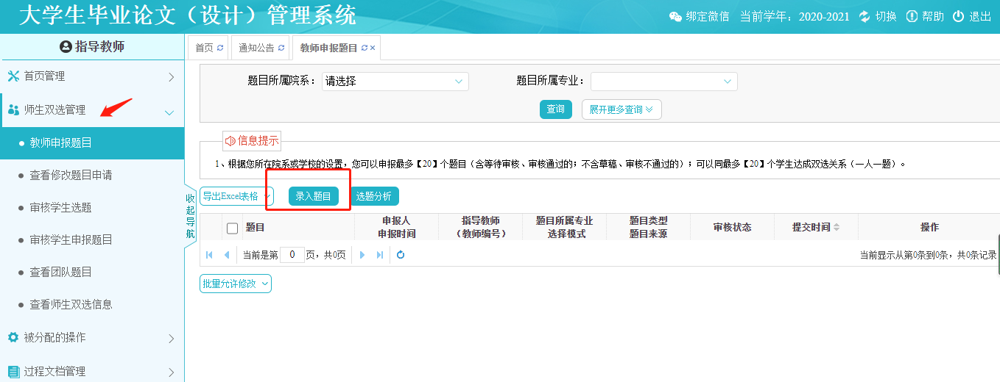 大学生毕业论文（设计）管理系统
绑定微信 当前学年：2020-2021 切换 帮助 退出
指导教师
首页管理
师生双选管理
教师申报题目
查看修改题目申请
审核学生选题
审核学生申报题目
查看团队题目
查看师生双选信息
被分配的操作
过程文档管理
收起导航
首页 通知公告 教师申报题目
题目所属院系： 请选择 题目所属专业：
查询 展开更多查询
信息提示
1、根据您所在院系或学校的设置，您可以申报最多【20】个题目（含等待审核、审核通过的；不含草稿、审核不通过的）；可以同最多【20】个学生达成双选关系（一人一题）。
导出Excel表格 录入题目 选题分析
题目 申报人 指导教师 题目所属专业 题目类型 审核状态 提交时间 操作
申报时间 （教师编号） 选择模式 题目来源
当前是第 0 页，共0页 当前显示从第0条到0条，共0条记录
批量允许修改